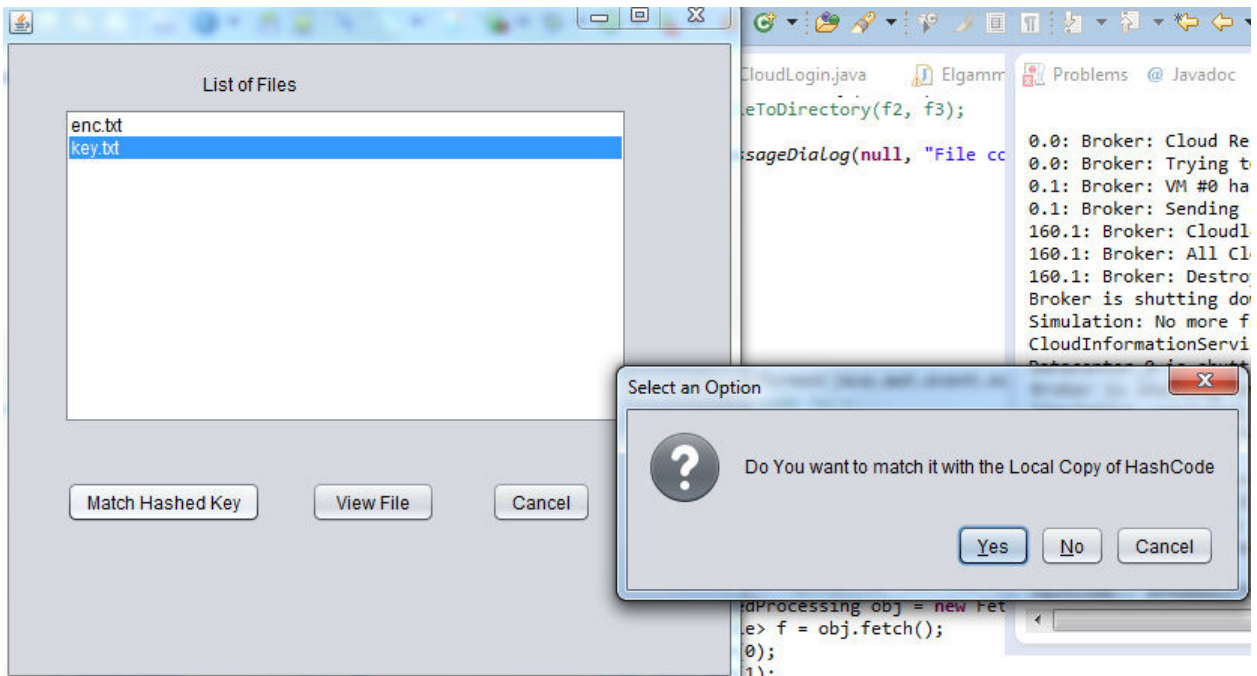 List of Files
enc.txt
key.txt
Match Hashed Key
View File
Cancel
CloudLogin.java
Elgamm
eToDirectory(f2, f3);
ssageDialog(null, "File co
Problems
@ Javadoc
0.0: Broker: Cloud Re
0.0: Broker: Trying t
0.1: Broker: VM #0 ha
0.1: Broker: Sending
160.1: Broker: Cloudl
160.1: Broker: All Cl
160.1: Broker: Destro
Broker is shutting do
Simulation: No more f
CloudInformationServi
Select an Option
Do You want to match it with the Local Copy of HashCode
Yes
No
Cancel
edProcessing obj = new Fet
le> f = obj.fetch();
0);
1);